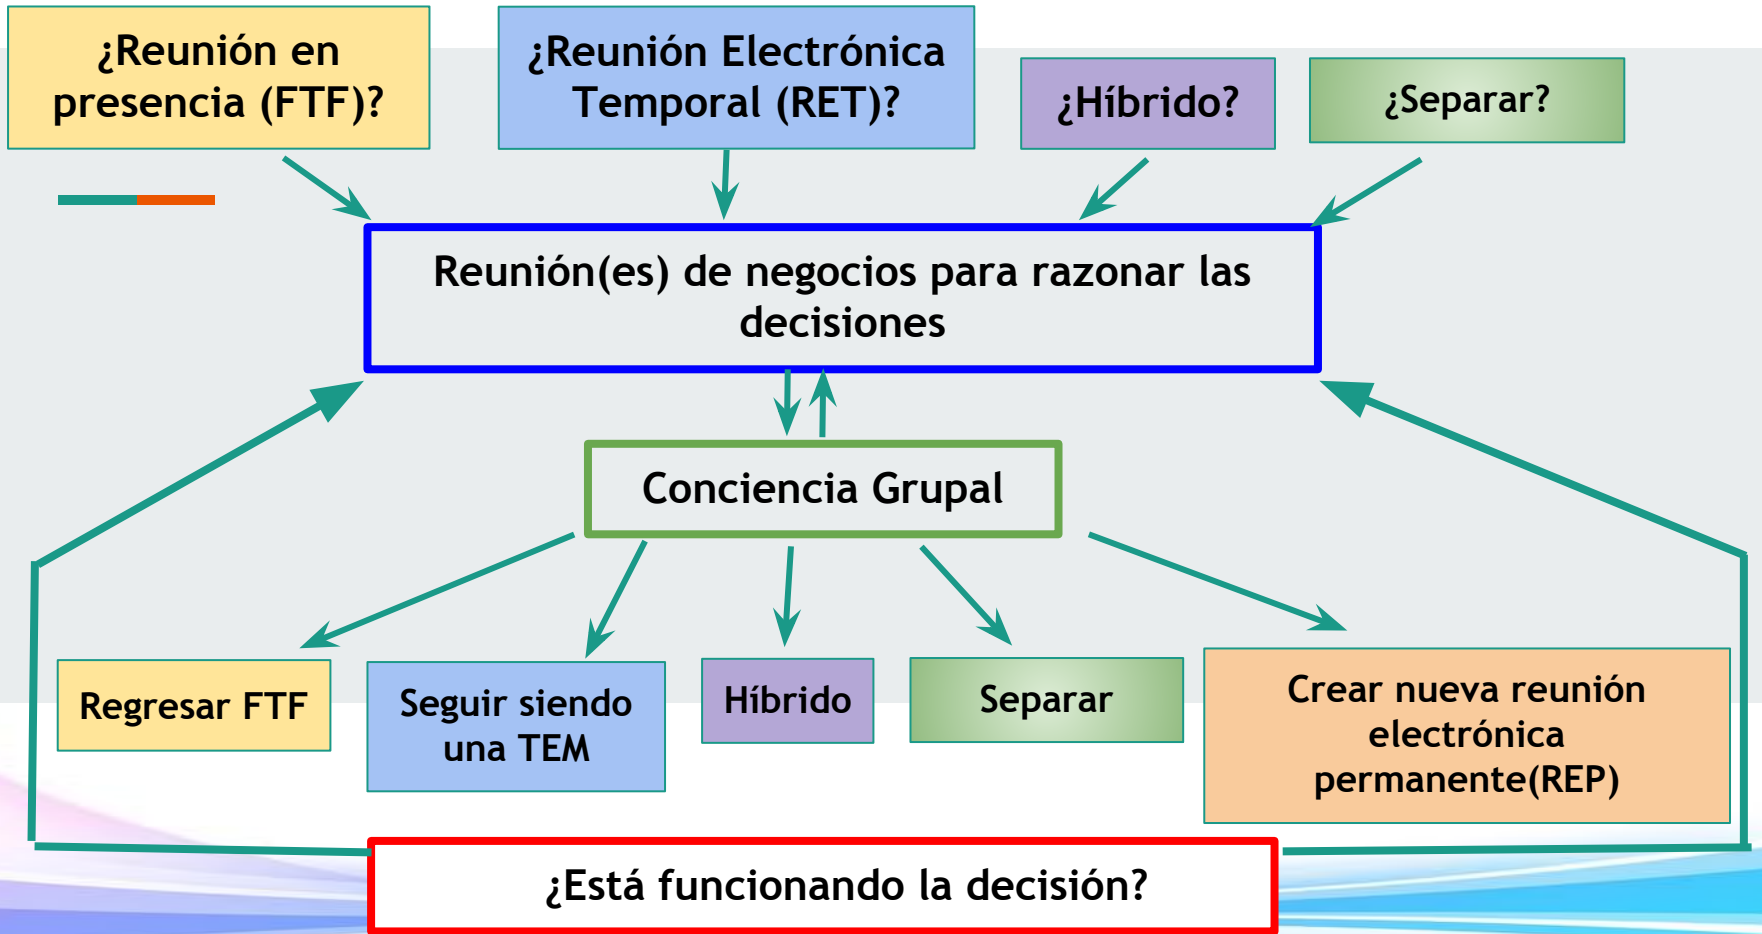 ¿Reunión en
presencia (FTF)?
¿Reunión Electrónica
Temporal (RET)?
¿Híbrido?
¿Separar?
Reunión(es) de negocios para razonar las
decisiones
Conciencia Grupal
Regresar FTF
Seguir siendo
una TEM
Híbrido
Separar
Crear nueva reunión
electrónica
permanente(REP)
¿Está funcionando la decisión?